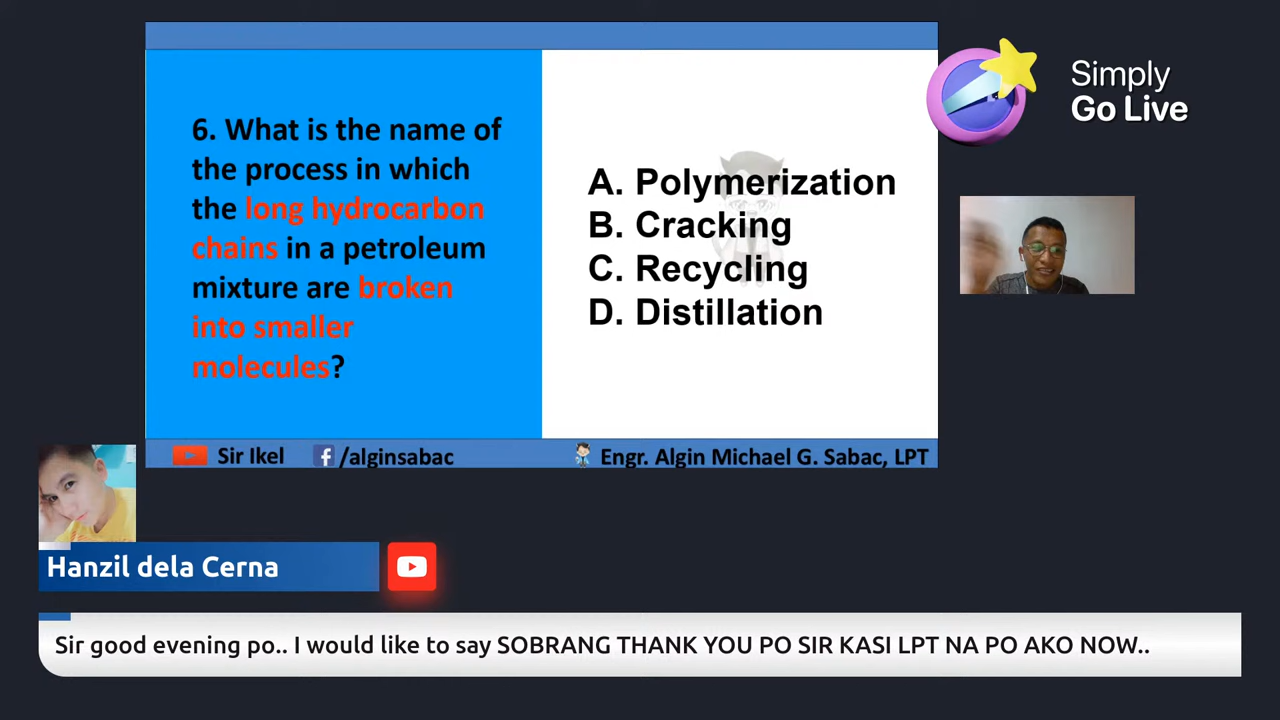 Simply
Go Live
6. What is the name of
the process in which
the long hydrocarbon
chains in a petroleum
mixture are broken
into smaller
molecules?
A. Polymerization
B. Cracking
C. Recycling
D. Distillation
Sir Ikel
/alginsabac
Engr. Algin Michael G. Sabac, LPT
Hanzil dela Cerna
Sir good evening po.. I would like to say SOBRANG THANK YOU PO SIR KASI LPT NA PO AKO NOW..